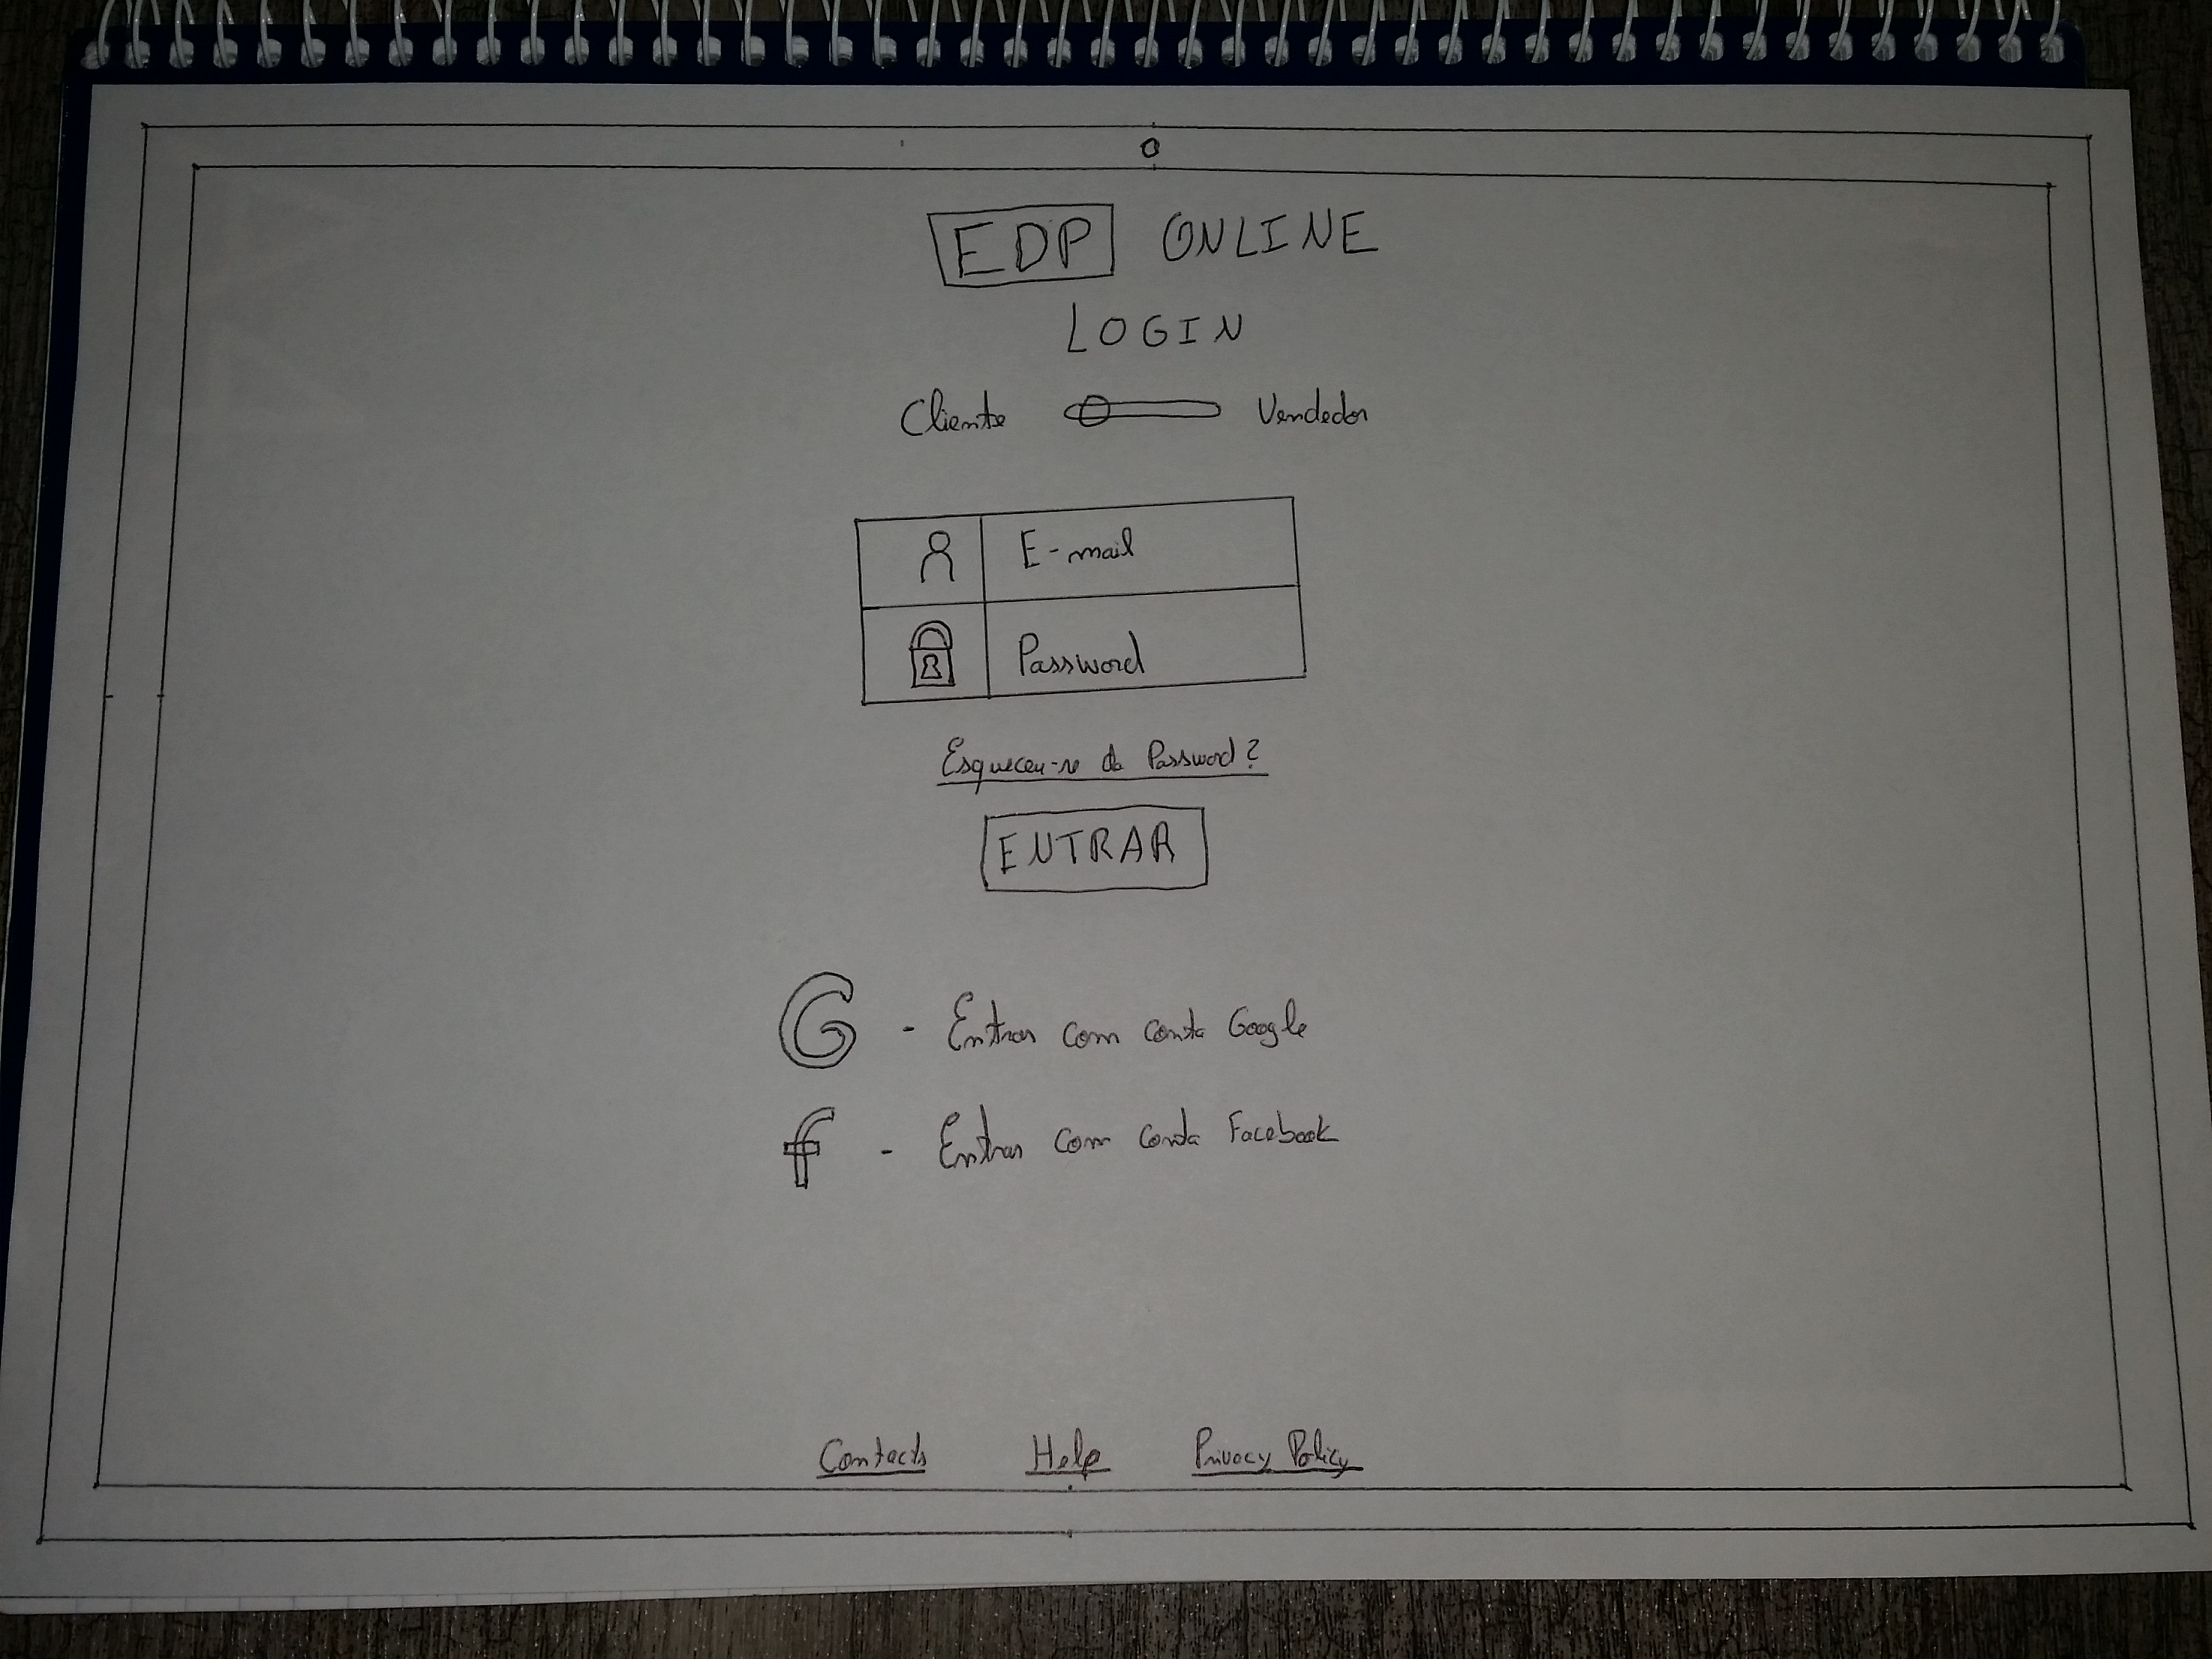 EDP ONLINE
LOGIN
Cliente Vendedor
E-mail
Password
Esqueceu-se da Password?
ENTRAR
G - Entrar com conta Google
f - Entrar com conta Facebook
Contacts Help Privacy Policy